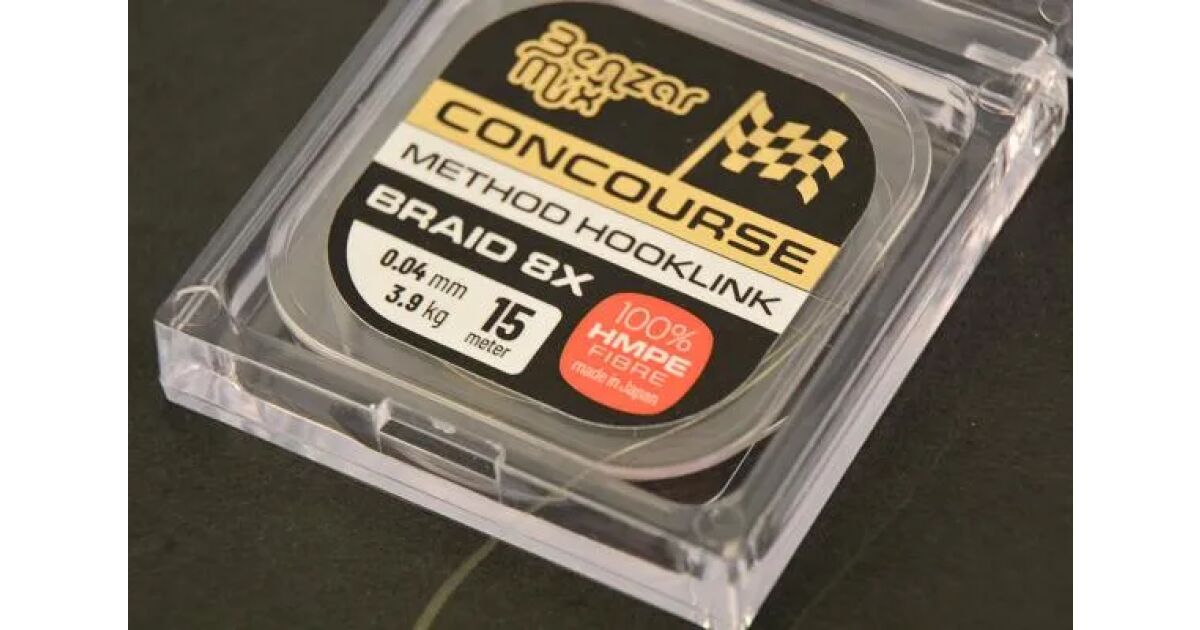 Benzar
Mix
CONCOURSE
METHOD HOOKLINK
BRAID 8X
0.04 mm
3.9 kg
15
meter
100%
HMPE
FIBRE
made in Japan